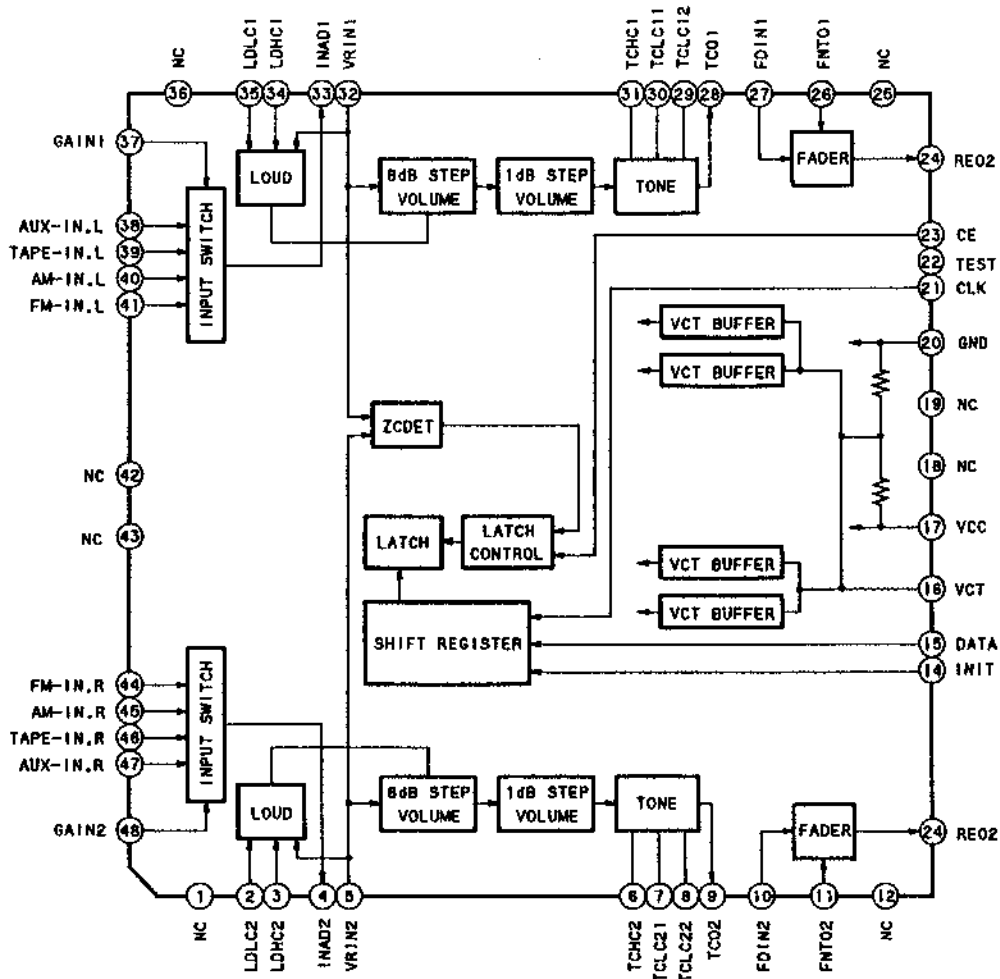 NC
LDLC1
LDHC1
INAD1
VRIN1
TCHC1
TCLC11
TCLC12
TCO1
FDIN1
FNTO1
NC
36
35
34
33
32
31
30
29
28
27
26
25
GAIN1
37
LOUD
8dB STEP
VOLUME
1dB STEP
VOLUME
TONE
FADER
24
REO2
INPUT SWITCH
AUX-IN.L
38
TAPE-IN.L
39
AM-IN.L
40
FM-IN.L
41
23
CE
22
TEST
21
CLK
VCT BUFFER
VCT BUFFER
20
GND
ZCDET
19
NC
NC
42
18
NC
NC
43
LATCH
LATCH
CONTROL
17
VCC
VCT BUFFER
VCT BUFFER
16
VCT
SHIFT REGISTER
15
DATA
14
INIT
FM-IN.R
44
AM-IN.R
45
TAPE-IN.R
46
AUX-IN.R
47
INPUT SWITCH
GAIN2
48
LOUD
8dB STEP
VOLUME
1dB STEP
VOLUME
TONE
FADER
24
REO2
1
2
3
4
5
6
7
8
9
10
11
12
NC
LDLC2
LDHC2
INAD2
VRIN2
TCHC2
TCLC21
TCLC22
TCO2
FDIN2
FNTO2
NC